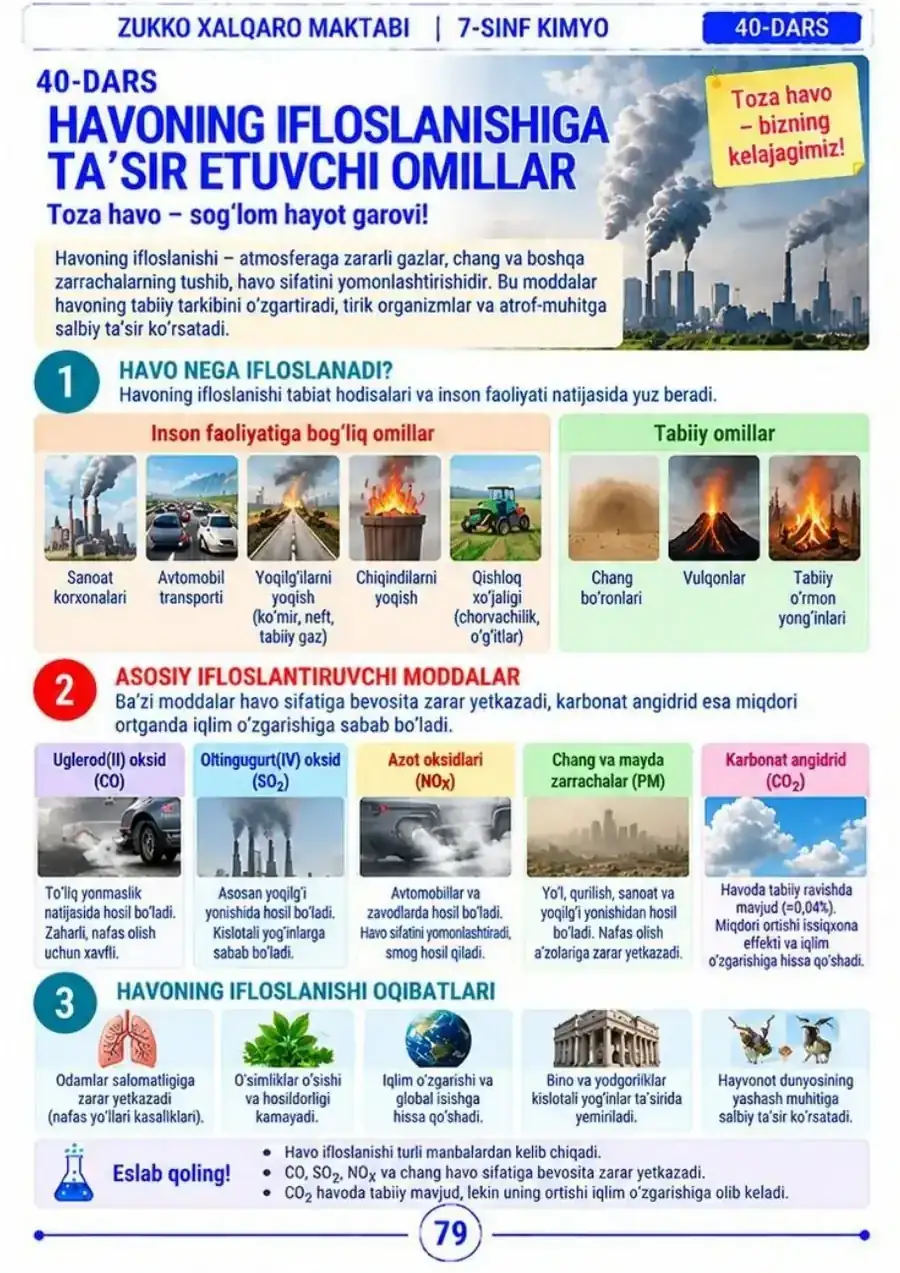 ZUKKO XALQARO MAKTABI | 7-SINF KIMYO
40-DARS
40-DARS
HAVONING IFLOSLANISHIGA
TA’SIR ETUVCHI OMILLAR
Toza havo – sog‘lom hayot garovi!
Toza havo
– bizning
kelajagimiz!
Havoning ifloslanishi – atmosferaga zararli gazlar, chang va boshqa
zarrachalarning tushib, havo sifatini yomonlashtirishidir. Bu moddalar
havoning tabiiy tarkibini o‘zgartiradi, tirik organizmlar va atrof-muhitga
salbiy ta’sir ko‘rsatadi.
1
HAVO NEGA IFLOSLANADI?
Havoning ifloslanishi tabiat hodisalari va inson faoliyati natijasida yuz beradi.
Inson faoliyatiga bog‘liq omillar
Sanoat
korxonalari
Avtomobil
transporti
Yoqilg‘ilarni
yoqish
(ko‘mir, neft,
tabiiy gaz)
Chiqindilarni
yoqish
Qishloq
xo‘jaligi
(chorvachilik,
o‘g‘itlar)
Tabiiy omillar
Chang
bo‘ronlari
Vulqonlar
Tabiiy
o‘rmon
yong‘inlari
2
ASOSIY IFLOSLANTIRUVCHI MODDALAR
Ba’zi moddalar havo sifatiga bevosita zarar yetkazadi, karbonat angidrid esa miqdori
ortganda iqlim o‘zgarishiga sabab bo‘ladi.
Uglerod(II) oksid
(CO)
To‘liq yonmaslik
natijasida hosil bo‘ladi.
Zaharli, nafas olish
uchun xavfli.
Oltingugurt(IV) oksid
(SO₂)
Asosan yoqilg‘i
yonishida hosil bo‘ladi.
Kislotali yog‘inlarga
sabab bo‘ladi.
Azot oksidlari
(NOx)
Avtomobillar va
zavodlarda hosil bo‘ladi.
Havo sifatini yomonlashtiradi,
smog hosil qiladi.
Chang va mayda
zarrachalar (PM)
Yo‘l, qurilish, sanoat va
yoqilg‘i yonishidan hosil
bo‘ladi. Nafas olish
a’zolariga zarar yetkazadi.
Karbonat angidrid
(CO₂)
Havoda tabiiy ravishda
mavjud (≈0,04%).
Miqdori ortishi issiqxona
effekti va iqlim
o‘zgarishiga hissa qo‘shadi.
3
HAVONING IFLOSLANISHI OQIBATLARI
Odamlar salomatligiga
zarar yetkazadi
(nafas yo‘llari kasalliklari).
O‘simliklar o‘sishi
va hosildorligi
kamayadi.
Iqlim o‘zgarishi va
global isishga
hissa qo‘shadi.
Bino va yodgorliklar
kislotali yog‘inlar ta’sirida
yemiriladi.
Hayvonot dunyosining
yashash muhitiga
salbiy ta’sir ko‘rsatadi.
Eslab qoling!
• Havo ifloslanishi turli manbalardan kelib chiqadi.
• CO, SO₂, NOx va chang havo sifatiga bevosita zarar yetkazadi.
• CO₂ havoda tabiiy mavjud, lekin uning ortishi iqlim o‘zgarishiga olib keladi.
79